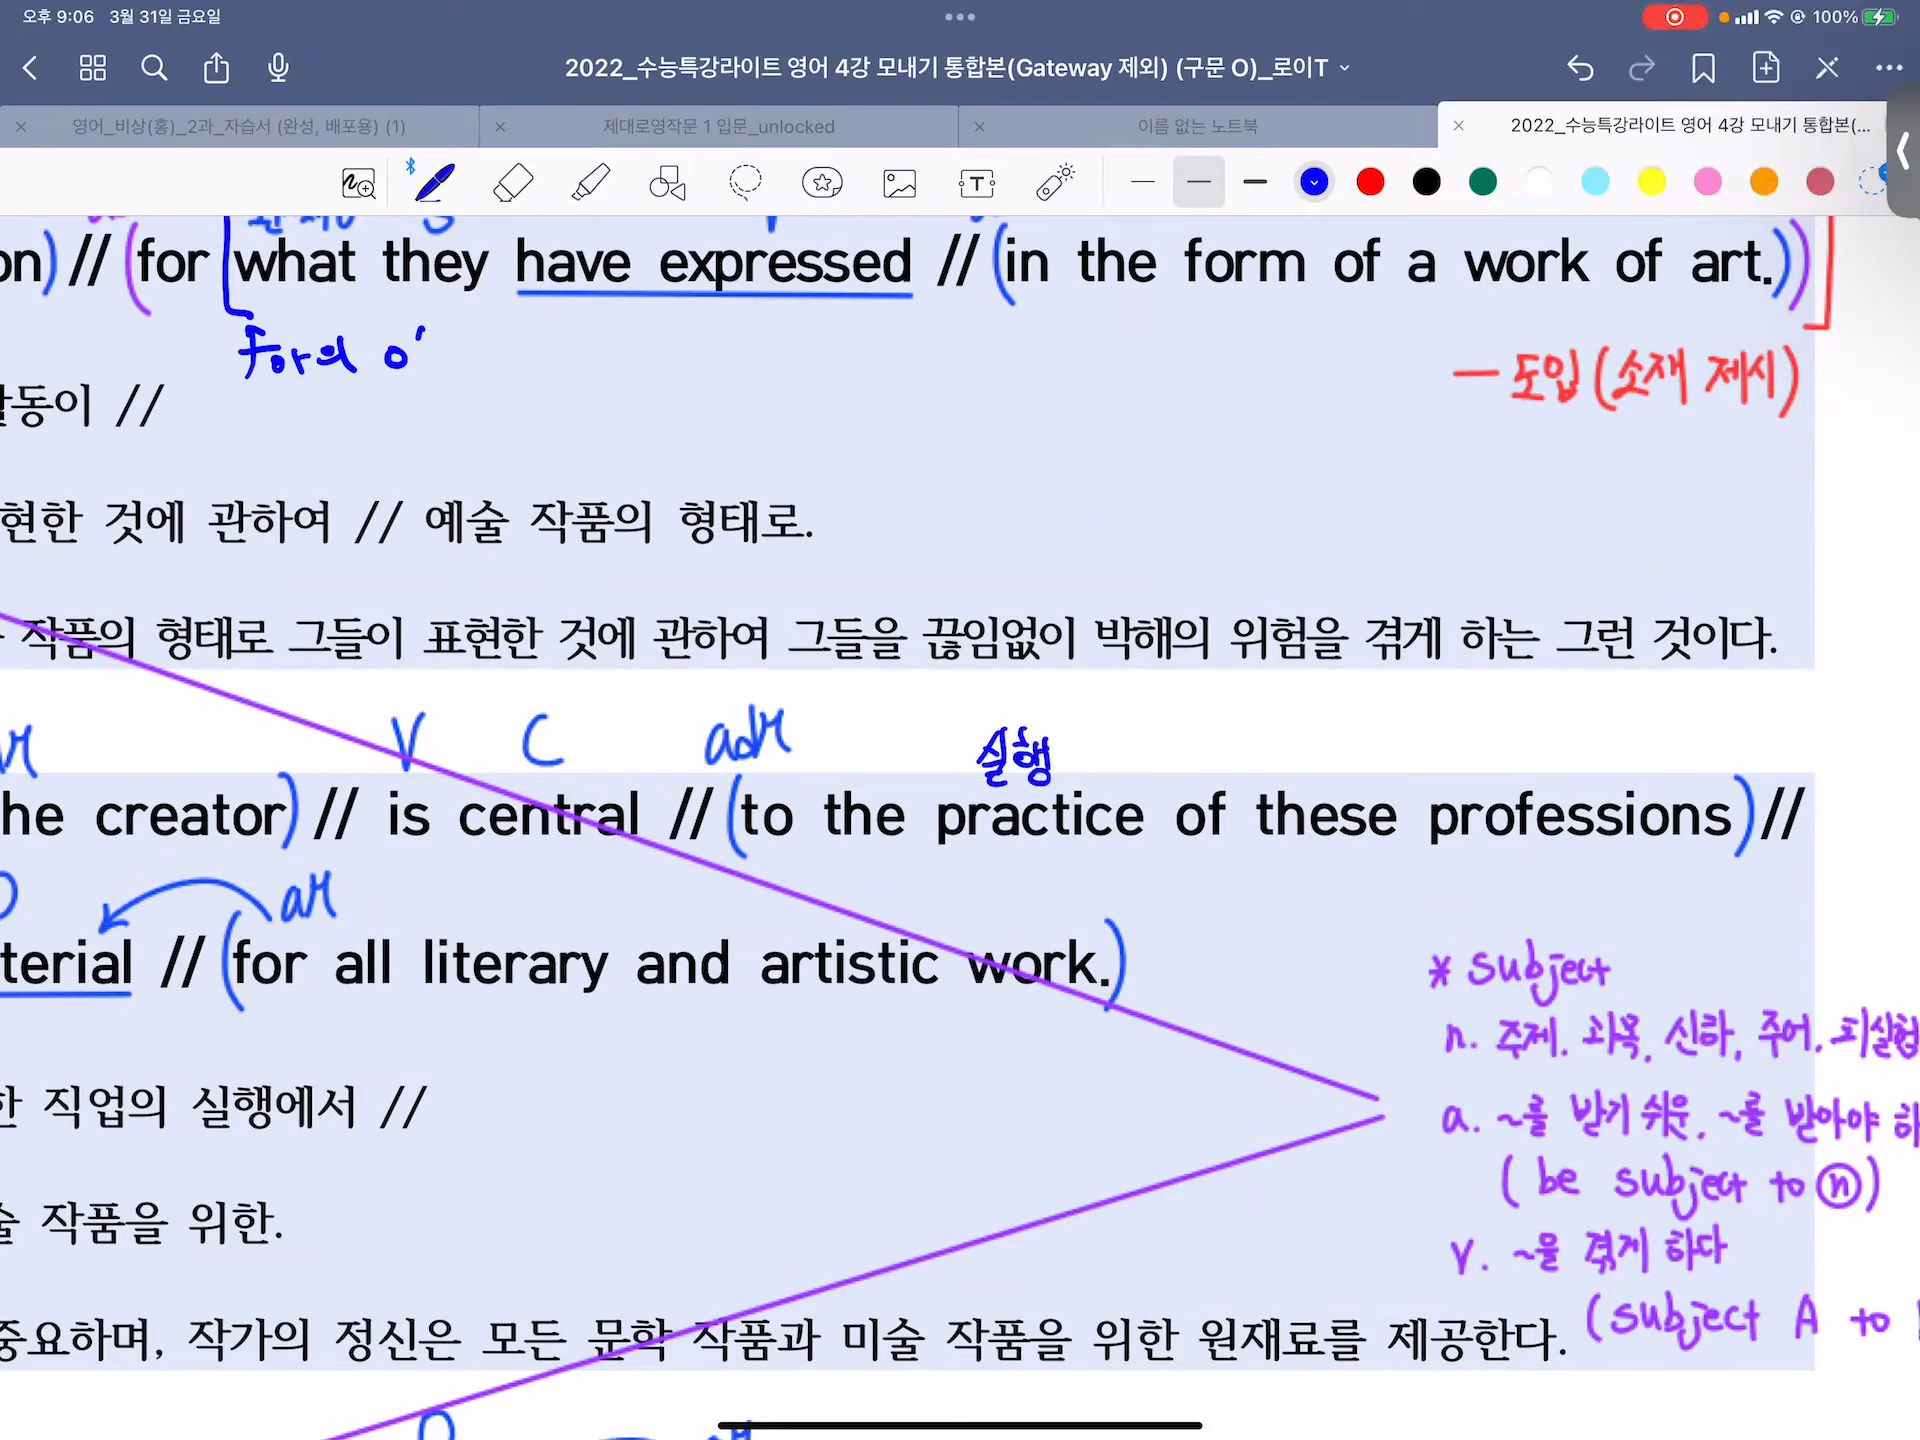 오후 9:06 3월 31일 금요일
100%
2022_수능특강라이트 영어 4강 모내기 통합본(Gateway 제외) (구문 O)_로이T
영어_비상(홍)_2과_자습서 (완성, 배포용) (1)
제대로영작문 1 입문_unlocked
이름 없는 노트북
2022_수능특강라이트 영어 4강 모내기 통합본(...
on) // (for [what they have expressed // (in the form of a work of art.))]
for의 o'
— 도입 (소재 제시)
동이 //
현한 것에 관하여 // 예술 작품의 형태로.
작품의 형태로 그들이 표현한 것에 관하여 그들을 끊임없이 박해의 위험을 겪게 하는 그런 것이다.
V C 실행
he creator) // is central // (to the practice of these professions) //
terial // (for all literary and artistic work.)
* subject
n. 주제. 과목, 신하, 주어, 피실험
한 직업의 실행에서 //
a. ~를 받기 쉬운, ~를 받아야 하
( be subject to ⓝ )
술 작품을 위한.
v. ~을 겪게 하다
(subject A to
중요하며, 작가의 정신은 모든 문학 작품과 미술 작품을 위한 원재료를 제공한다.